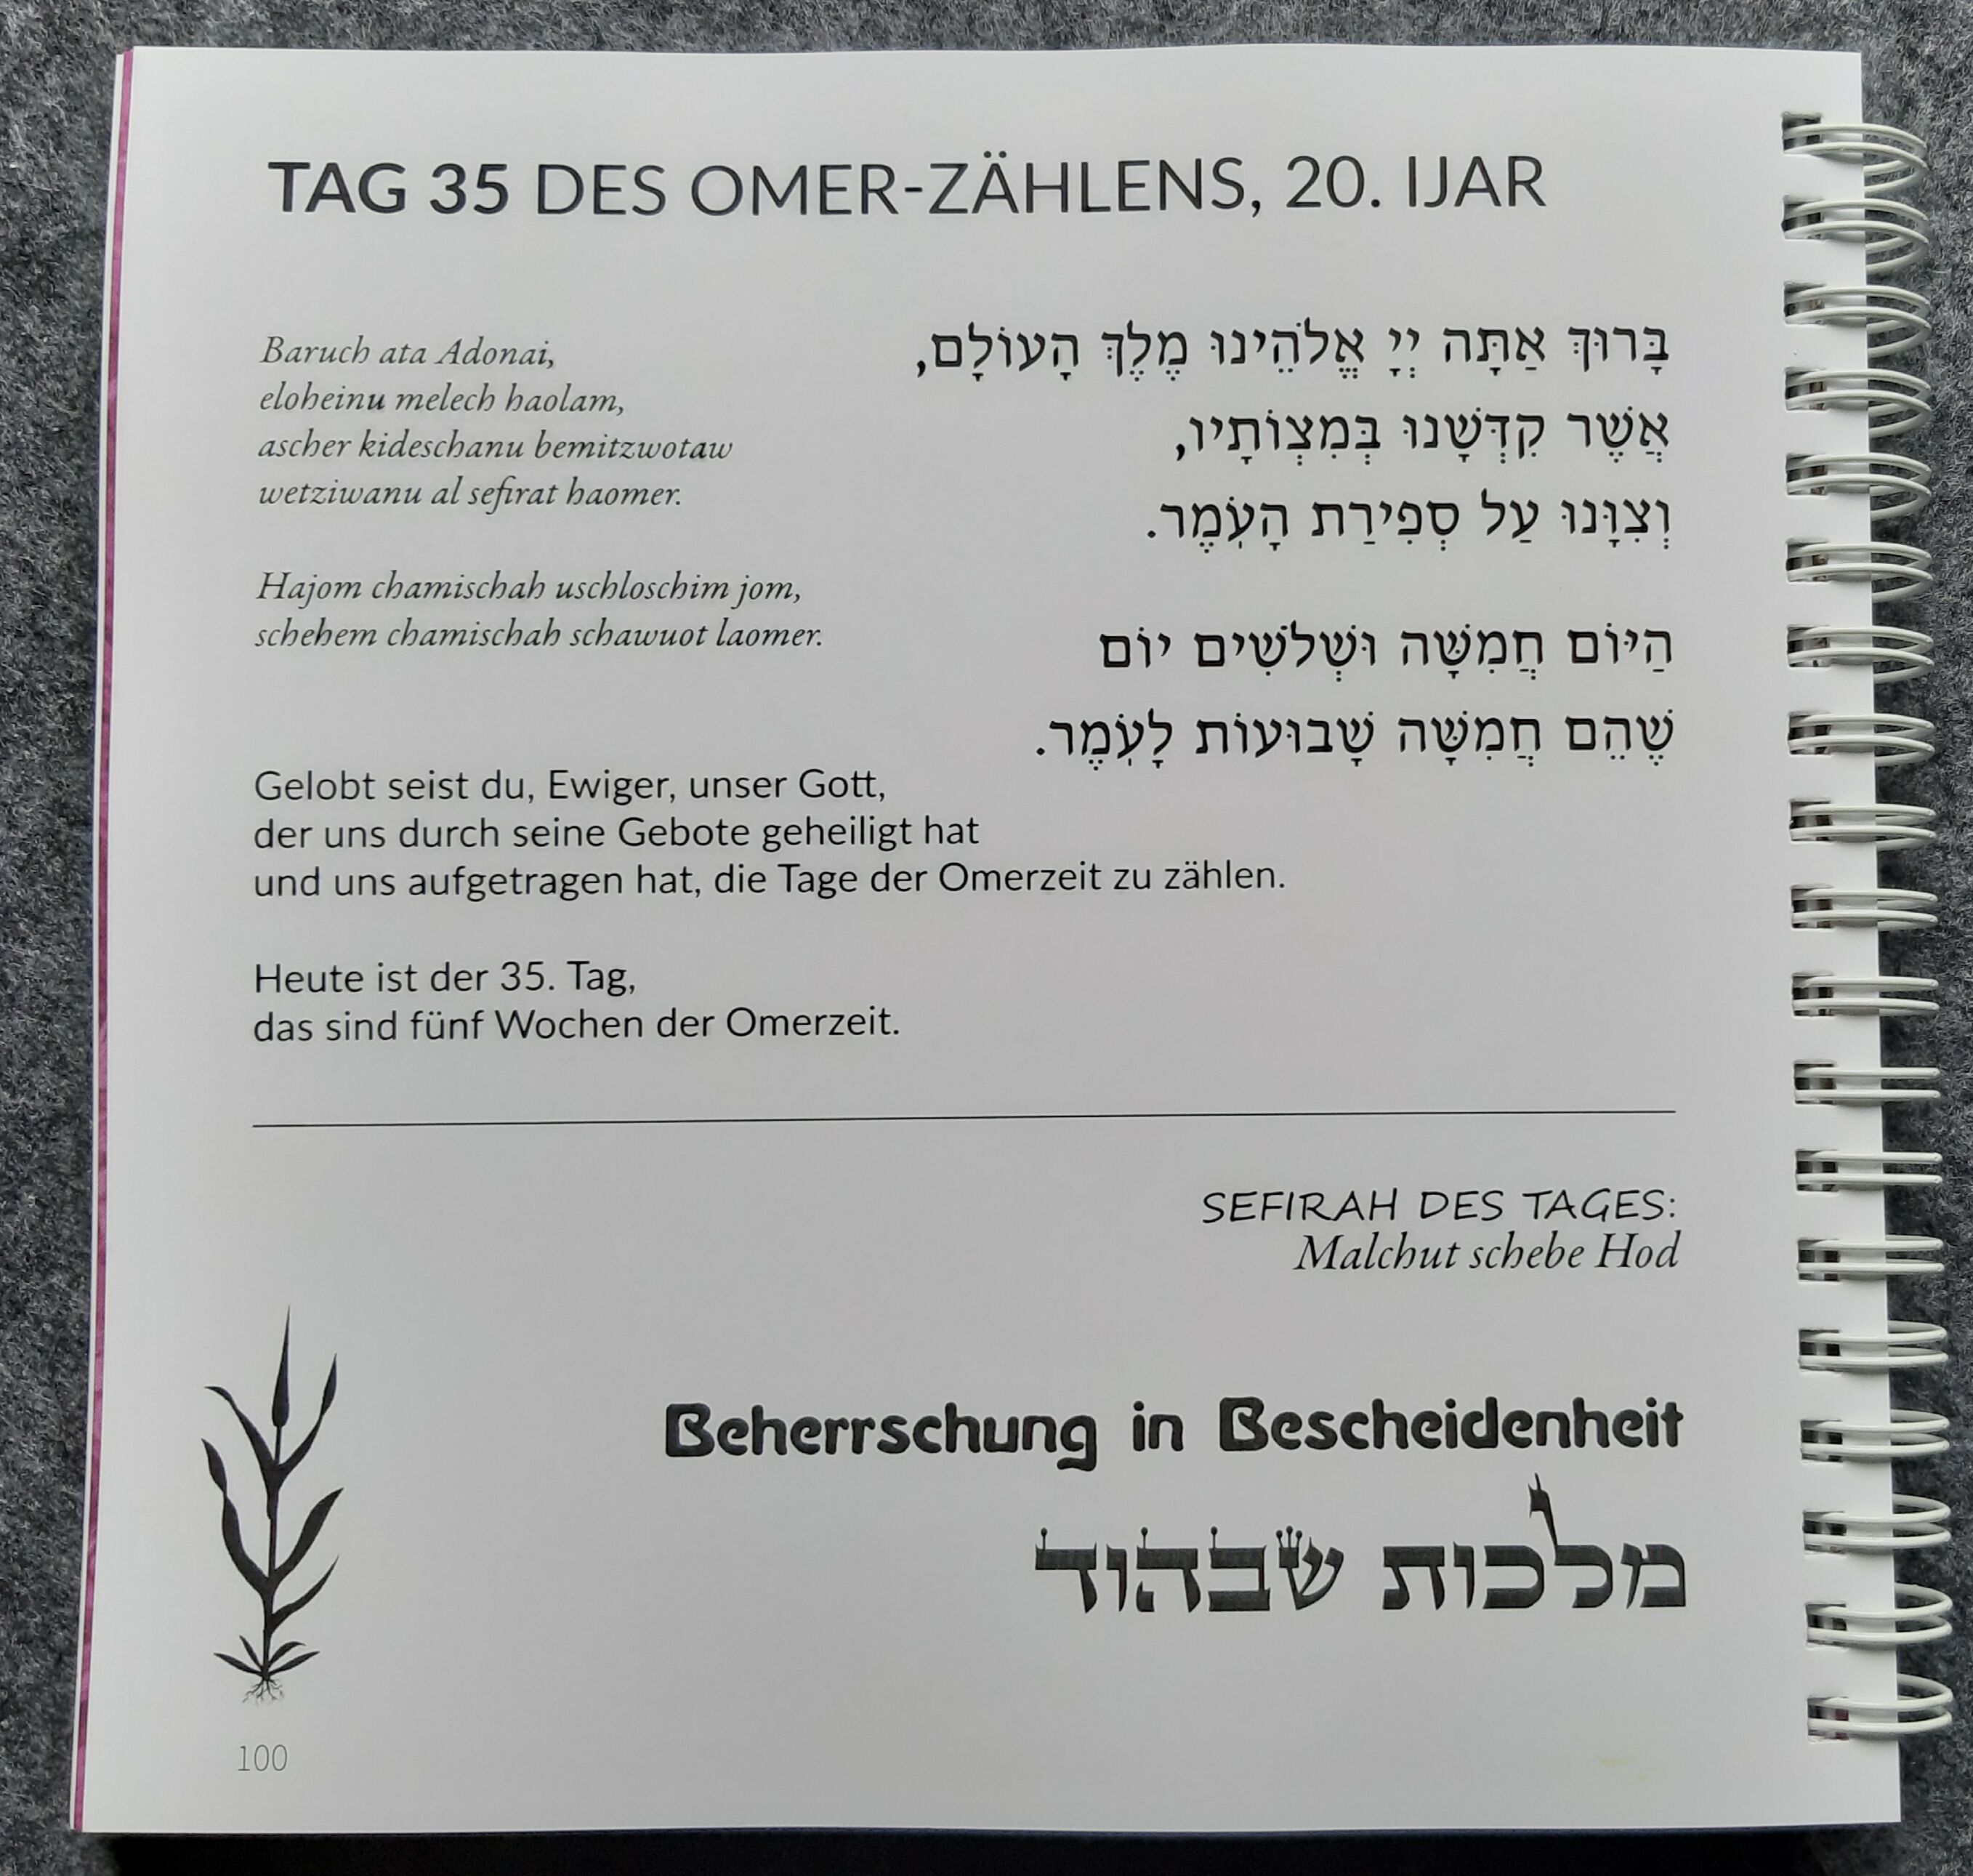 TAG 35 DES OMER-ZÄHLENS, 20. IJAR
Baruch ata Adonai,
eloheinu melech haolam,
ascher kideschanu bemitzwotaw
wetziwanu al sefirat haomer.
Hajom chamischah uschloschim jom,
schehem chamischah schawuot laomer.
בָּרוּךְ אַתָּה יְיָ אֱלֹהֵינוּ מֶלֶךְ הָעוֹלָם,
אֲשֶׁר קִדְּשָׁנוּ בְּמִצְוֹתָיו,
וְצִוָּנוּ עַל סְפִירַת הָעֹמֶר.
הַיּוֹם חֲמִשָּׁה וּשְׁלֹשִׁים יוֹם
שֶׁהֵם חֲמִשָּׁה שָׁבוּעוֹת לָעֹמֶר.
Gelobt seist du, Ewiger, unser Gott,
der uns durch seine Gebote geheiligt hat
und uns aufgetragen hat, die Tage der Omerzeit zu zählen.
Heute ist der 35. Tag,
das sind fünf Wochen der Omerzeit.
SEFIRAH DES TAGES:
Malchut schebe Hod
Beherrschung in Bescheidenheit
מלכות שבהוד
100